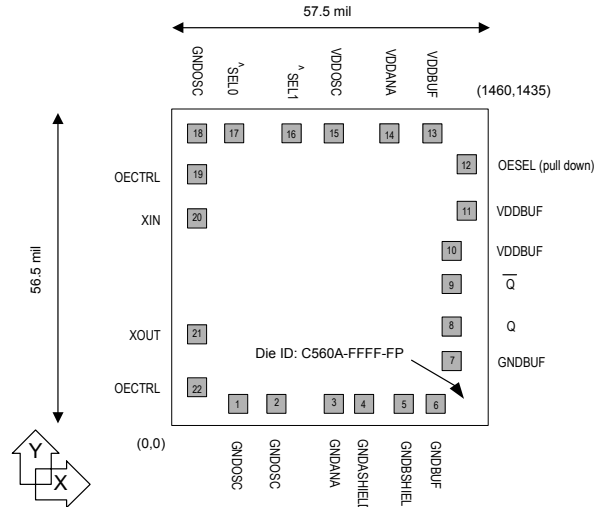 57.5 mil
GNDOSC
SEL0^v
SEL1^v
VDDOSC
VDDANA
VDDBUF
(1460,1435)
18
17
16
15
14
13
12
OESEL (pull down)
OECTRL
19
11
VDDBUF
XIN
20
10
VDDBUF
56.5 mil
9
Q̅
XOUT
21
8
Q
Die ID: C560A-FFFF-FP
7
GNDBUF
OECTRL
22
1
2
3
4
5
6
(0,0)
GNDOSC
GNDOSC
GNDANA
GNDASHIEL
GNDBSHIEL
GNDBUF
Y
X